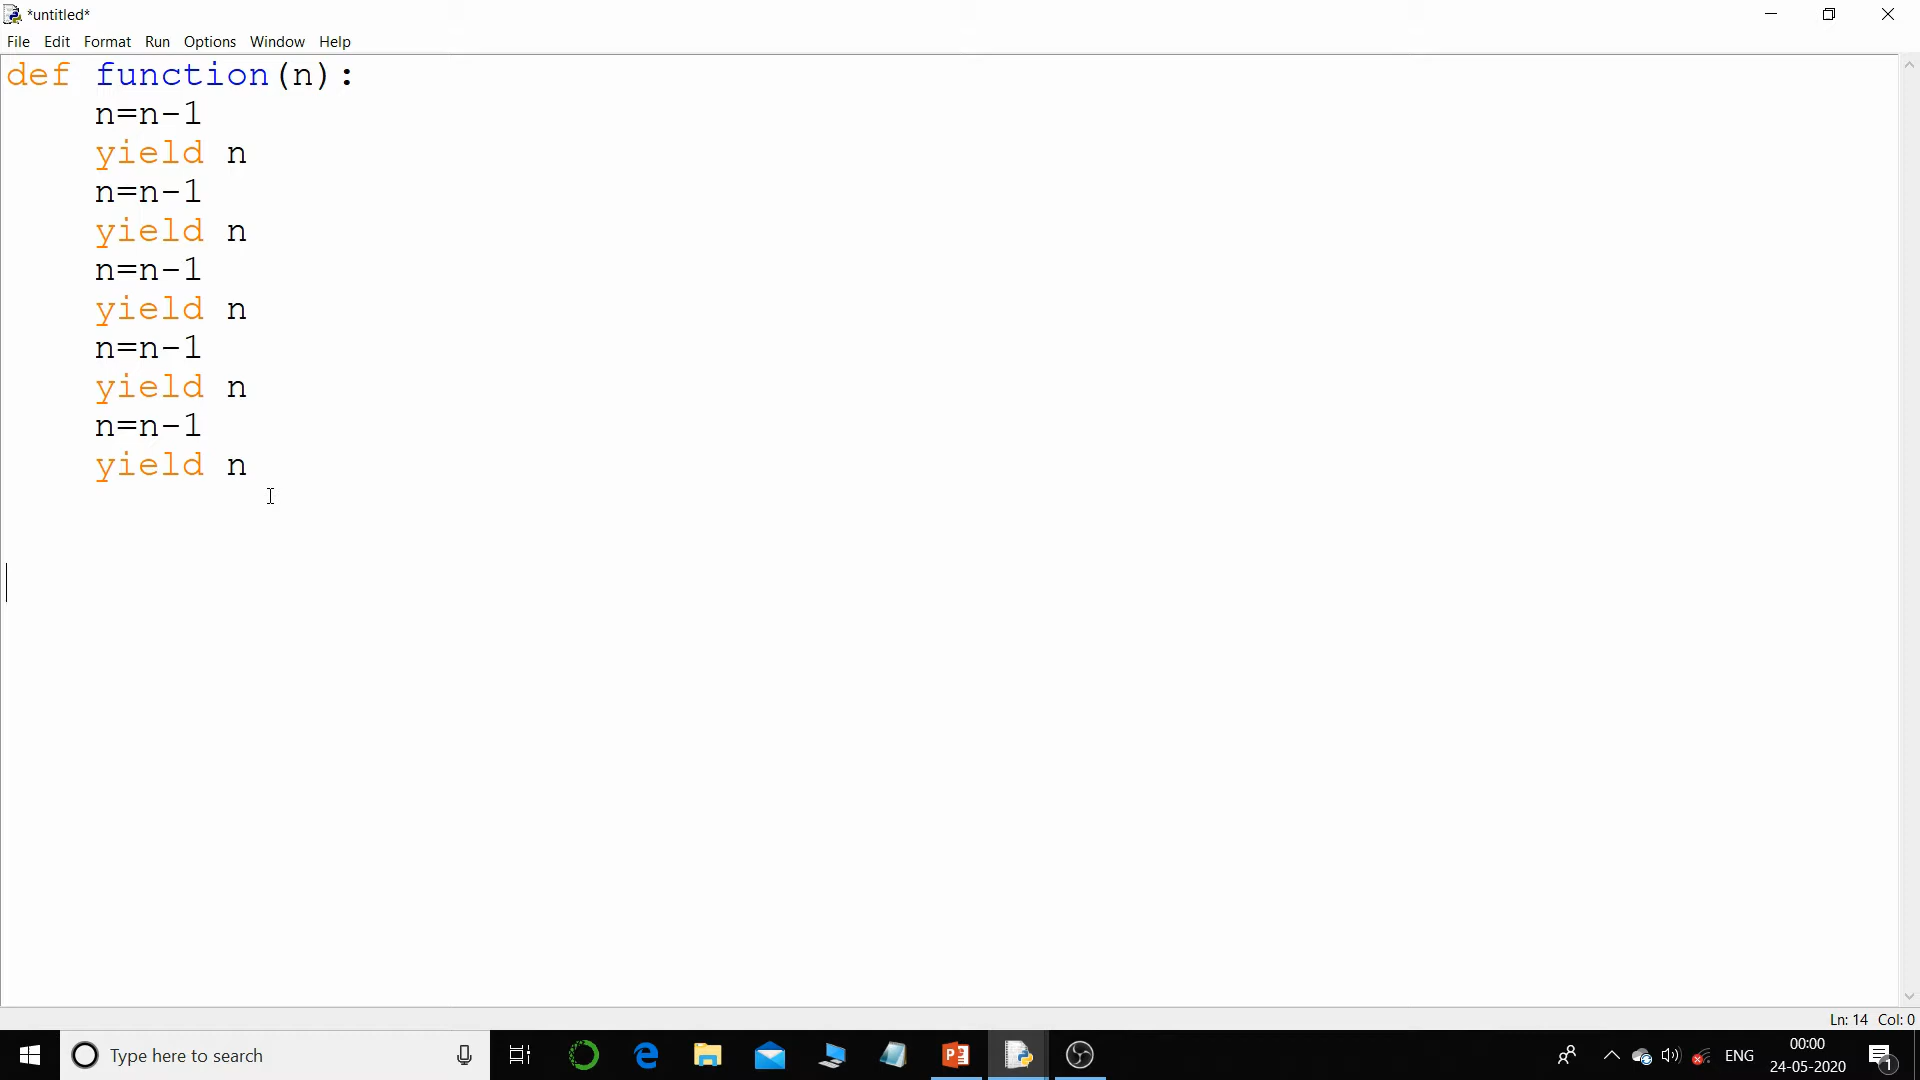 *untitled*
File Edit Format Run Options Window Help
def function(n):
    n=n-1
    yield n
    n=n-1
    yield n
    n=n-1
    yield n
    n=n-1
    yield n
    n=n-1
    yield n
Ln: 14 Col: 0
Type here to search
ENG
00:00
24-05-2020
1